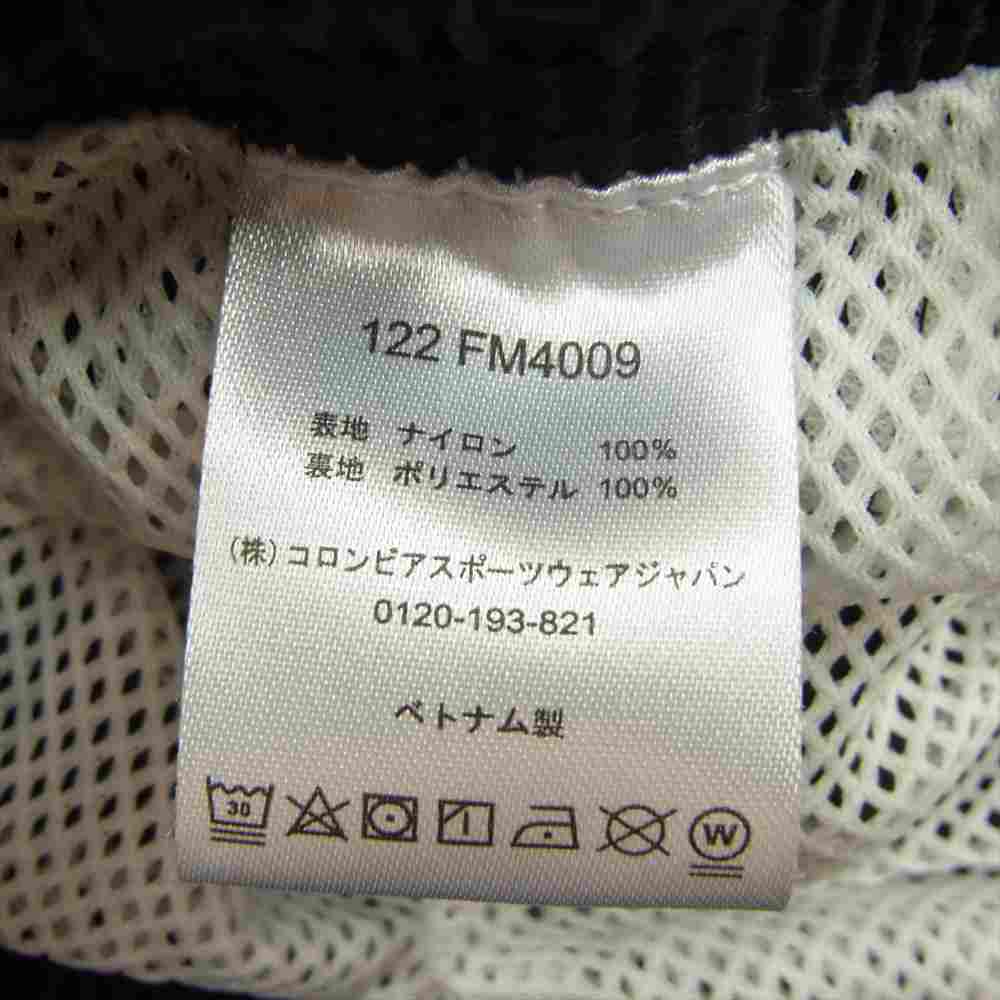 122 FM4009
表地 ナイロン 100%
裏地 ポリエステル 100%
(株)コロンビアスポーツウェアジャパン
0120-193-821
ベトナム製
30 W